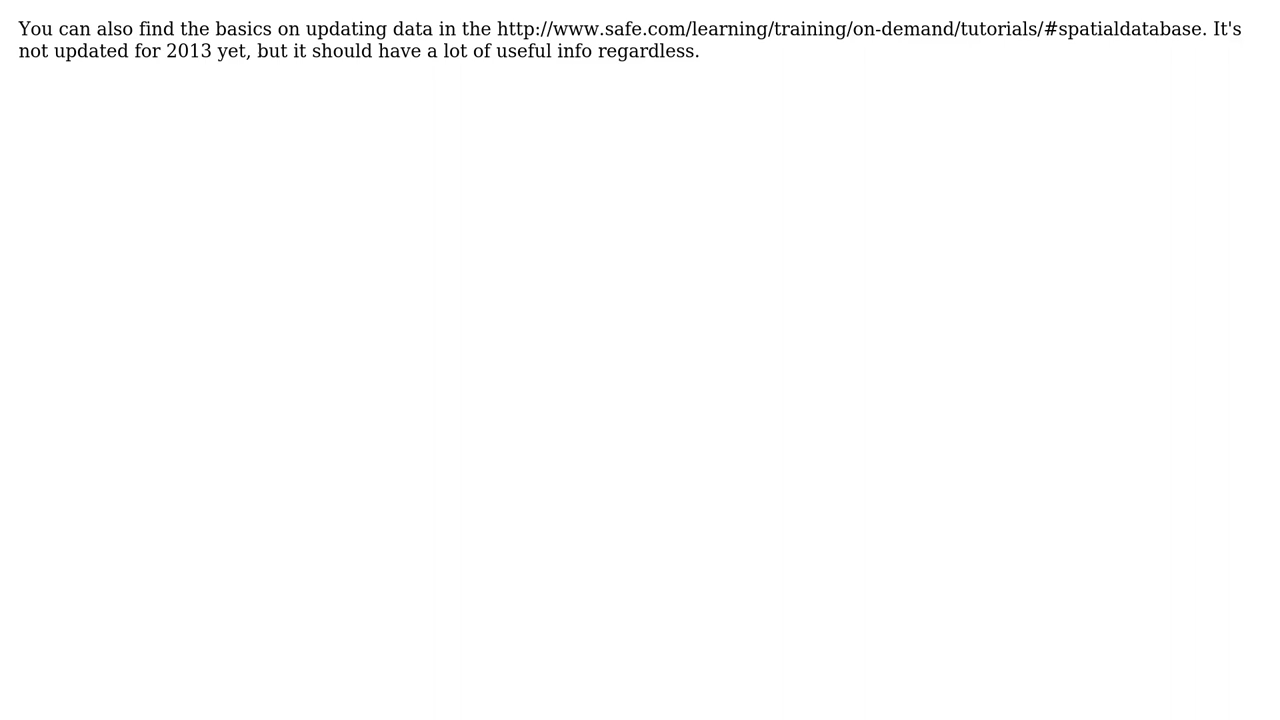 You can also find the basics on updating data in the http://www.safe.com/learning/training/on-demand/tutorials/#spatialdatabase. It's
not updated for 2013 yet, but it should have a lot of useful info regardless.